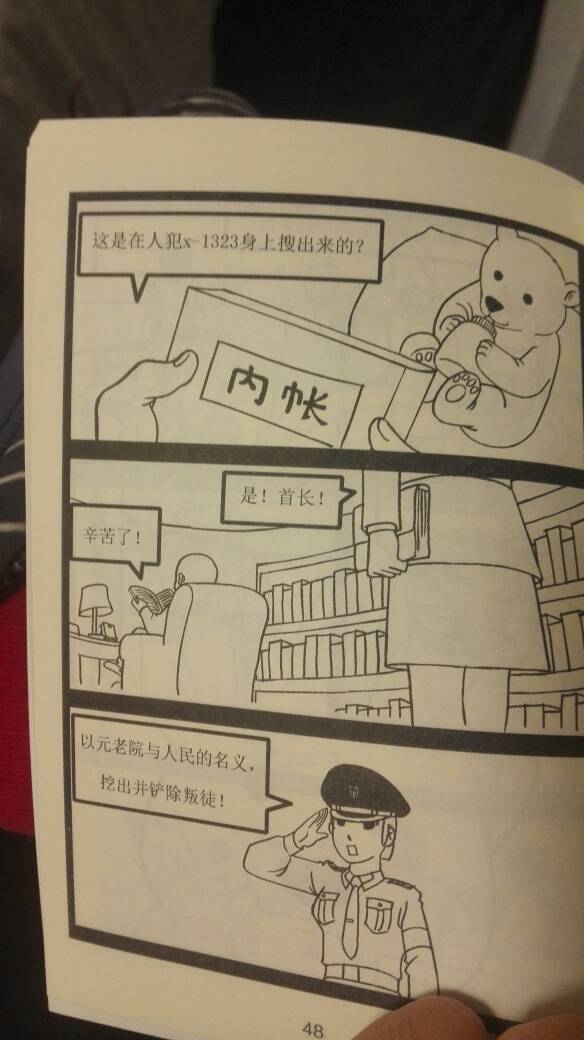 这是在人犯x-1323身上搜出来的？
内帐
是！首长！
辛苦了！
以元老院与人民的名义，
挖出并铲除叛徒！
48